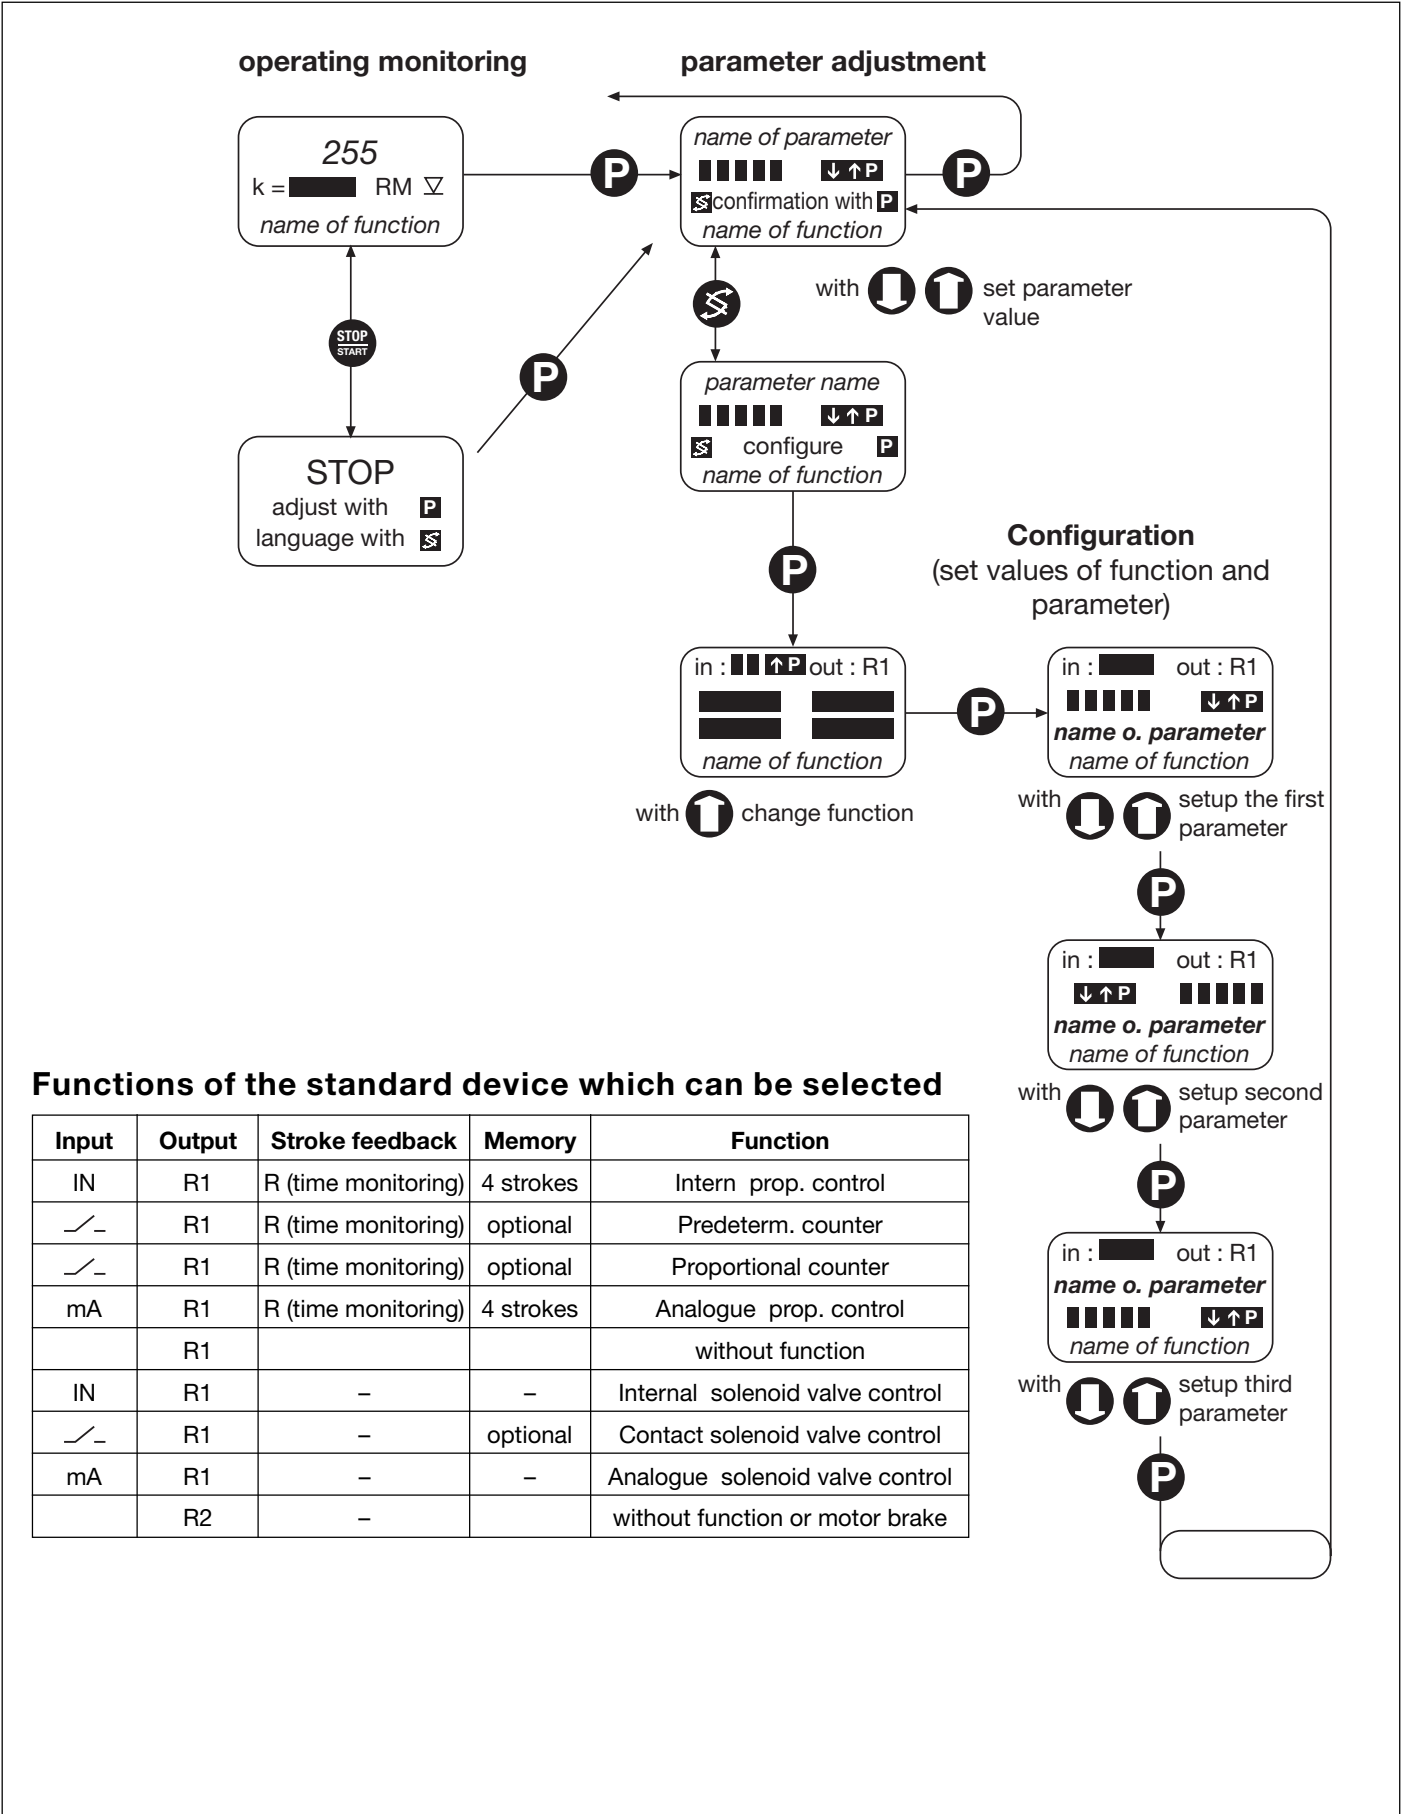 operating monitoring
parameter adjustment
255
k = RM
name of function
P
name of parameter
P
confirmation with P
name of function
P
with set parameter
value
STOP
START
P
parameter name
P
configure P
name of function
STOP
adjust with P
language with
P
Configuration
(set values of function and
parameter)
in : P out : R1
name of function
with change function
P
in : out : R1
P
name o. parameter
name of function
with setup the first
parameter
P
in : out : R1
P
name o. parameter
name of function
with setup second
parameter
P
in : out : R1
name o. parameter
P
name of function
with setup third
parameter
P
Functions of the standard device which can be selected
Input Output Stroke feedback Memory Function
IN R1 R (time monitoring) 4 strokes Intern prop. control
R1 R (time monitoring) optional Predeterm. counter
R1 R (time monitoring) optional Proportional counter
mA R1 R (time monitoring) 4 strokes Analogue prop. control
R1 without function
IN R1 – – Internal solenoid valve control
R1 – optional Contact solenoid valve control
mA R1 – – Analogue solenoid valve control
R2 – without function or motor brake